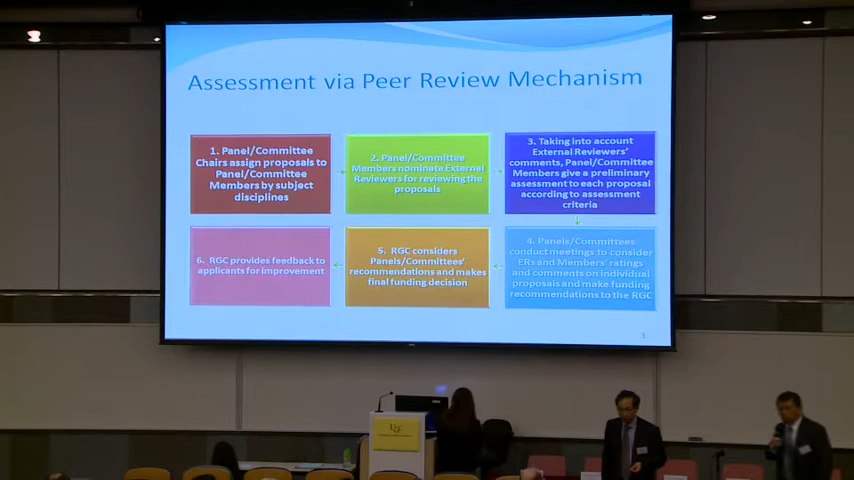 Assessment via Peer Review Mechanism
1. Panel/Committee
Chairs assign proposals to
Panel/Committee
Members by subject
disciplines
2. Panel/Committee
Members nominate External
Reviewers for reviewing the
proposals
3. Taking into account
External Reviewers'
comments, Panel/Committee
Members give a preliminary
assessment to each proposal
according to assessment
criteria
6. RGC provides feedback to
applicants for improvement
5. RGC considers
Panels/Committees'
recommendations and makes
final funding decision
4. Panels/Committees
conduct meetings to consider
ERs and Members' ratings
and comments on individual
proposals and make funding
recommendations to the RGC
3